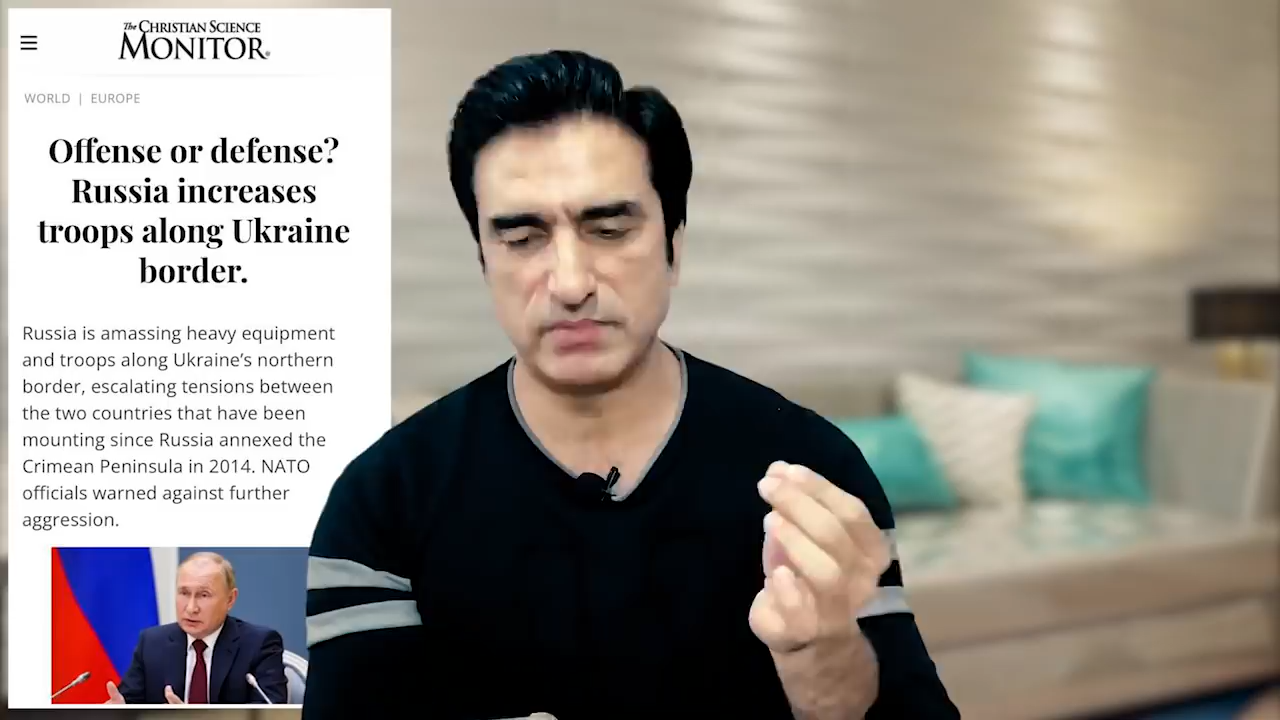 The CHRISTIAN SCIENCE
MONITOR
WORLD | EUROPE
Offense or defense?
Russia increases
troops along Ukraine
border.
Russia is amassing heavy equipment
and troops along Ukraine’s northern
border, escalating tensions between
the two countries that have been
mounting since Russia annexed the
Crimean Peninsula in 2014. NATO
officials warned against further
aggression.